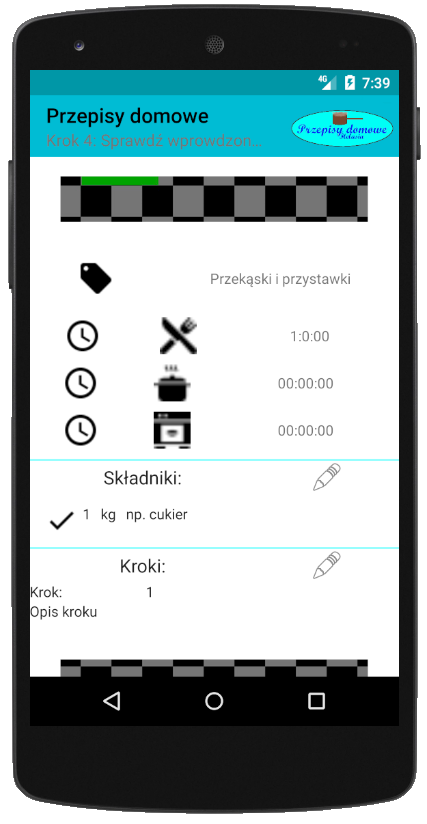 4G 7:39
Przepisy domowe
Krok 4: Sprawdź wprowdzon...
Przepisy domowe
Przekąski i przystawki
1:0:00
00:00:00
00:00:00
Składniki:
1 kg np. cukier
Kroki:
Krok: 1
Opis kroku